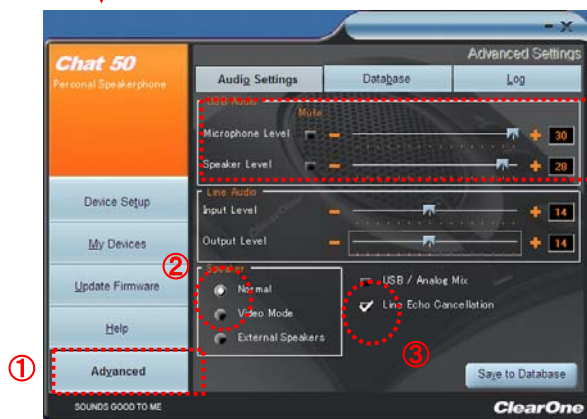 Advanced Settings
Chat 50
Personal Speakerphone
Audio Settings
Database
Log
USB Audio
Mute
Microphone Level
30
Speaker Level
28
Line Audio
Input Level
14
Output Level
14
Device Setup
My Devices
Update Firmware
Help
Advanced
①
②
Speaker
Normal
Video Mode
External Speakers
USB / Analog Mix
Line Echo Cancellation
③
Save to Database
SOUNDS GOOD TO ME
ClearOne
ClearOne